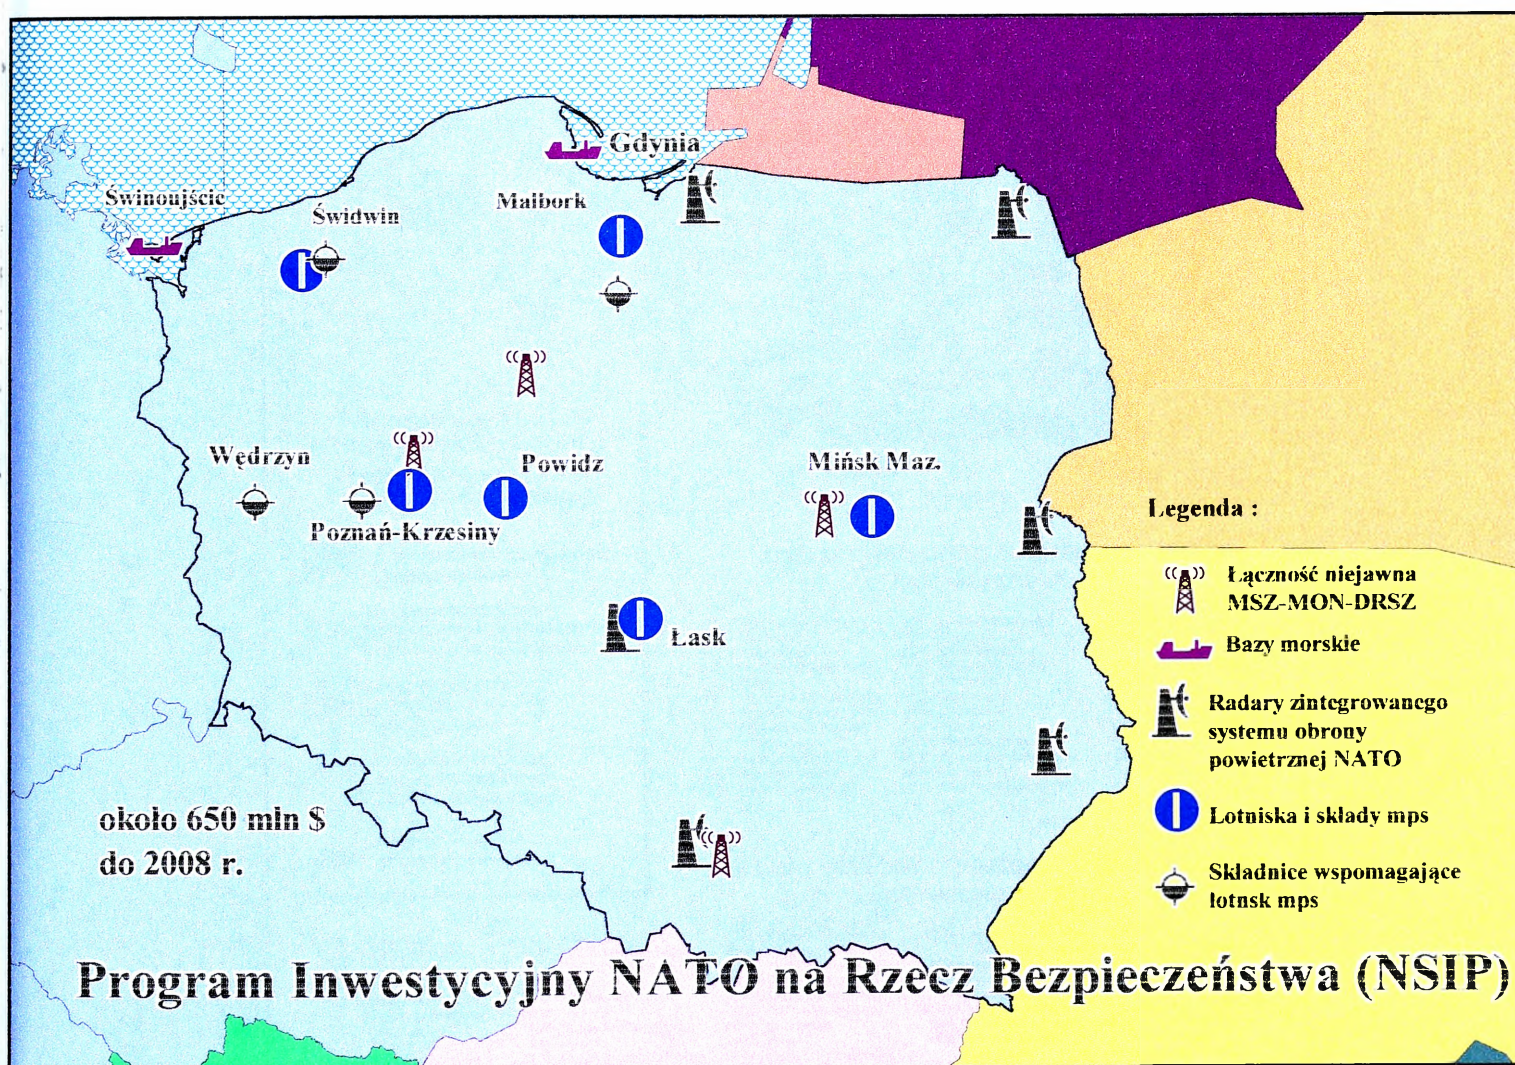 Gdynia
Świnoujście
Świdwin
Malbork
Wędrzyn
Powidz
Mińsk Maz.
Poznań-Krzesiny
Łask
Legenda :
Łączność niejawna
MSZ-MON-DRSZ
Bazy morskie
Radary zintegrowanego
systemu obrony
powietrznej NATO
Lotniska i składy mps
Składnice wspomagające
lotnsk mps
około 650 mln $
do 2008 r.
Program Inwestycyjny NATO na Rzecz Bezpieczeństwa (NSIP)